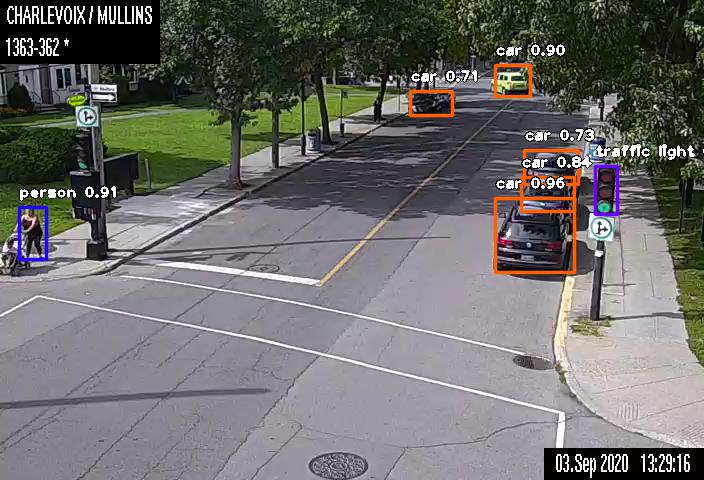 CHARLEVOIX / MULLINS
1363-362 *
car 0.90
car 0.71
car 0.73
traffic light
car 0.84
car 0.96
person 0.91
03.Sep 2020 13:29:16